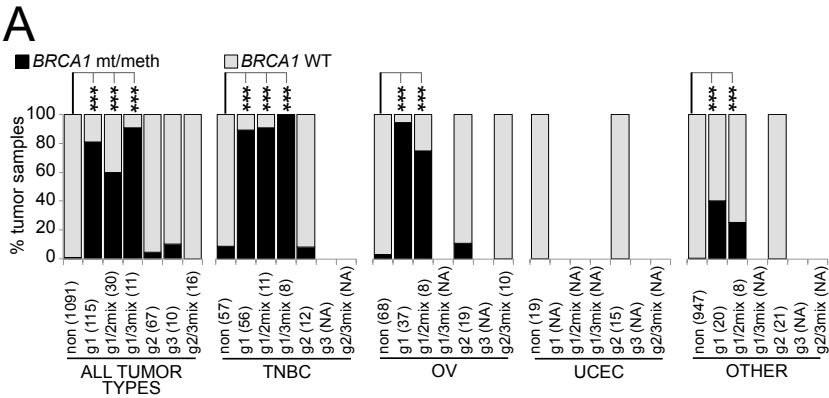 A
BRCA1 mt/meth
BRCA1 WT
*** *** ***
*** *** ***
*** ***
*** ***
% tumor samples
100
80
60
40
20
0
non (1091)
g1 (115)
g1/2mix (30)
g1/3mix (11)
g2 (67)
g3 (10)
g2/3mix (16)
ALL TUMOR
TYPES
non (57)
g1 (56)
g1/2mix (11)
g1/3mix (8)
g2 (12)
g3 (NA)
g2/3mix (NA)
TNBC
non (68)
g1 (37)
g1/2mix (8)
g1/3mix (NA)
g2 (19)
g3 (NA)
g2/3mix (10)
OV
non (19)
g1 (NA)
g1/2mix (NA)
g1/3mix (NA)
g2 (15)
g3 (NA)
g2/3mix (NA)
UCEC
non (947)
g1 (20)
g1/2mix (8)
g1/3mix (NA)
g2 (21)
g3 (NA)
g2/3mix (NA)
OTHER